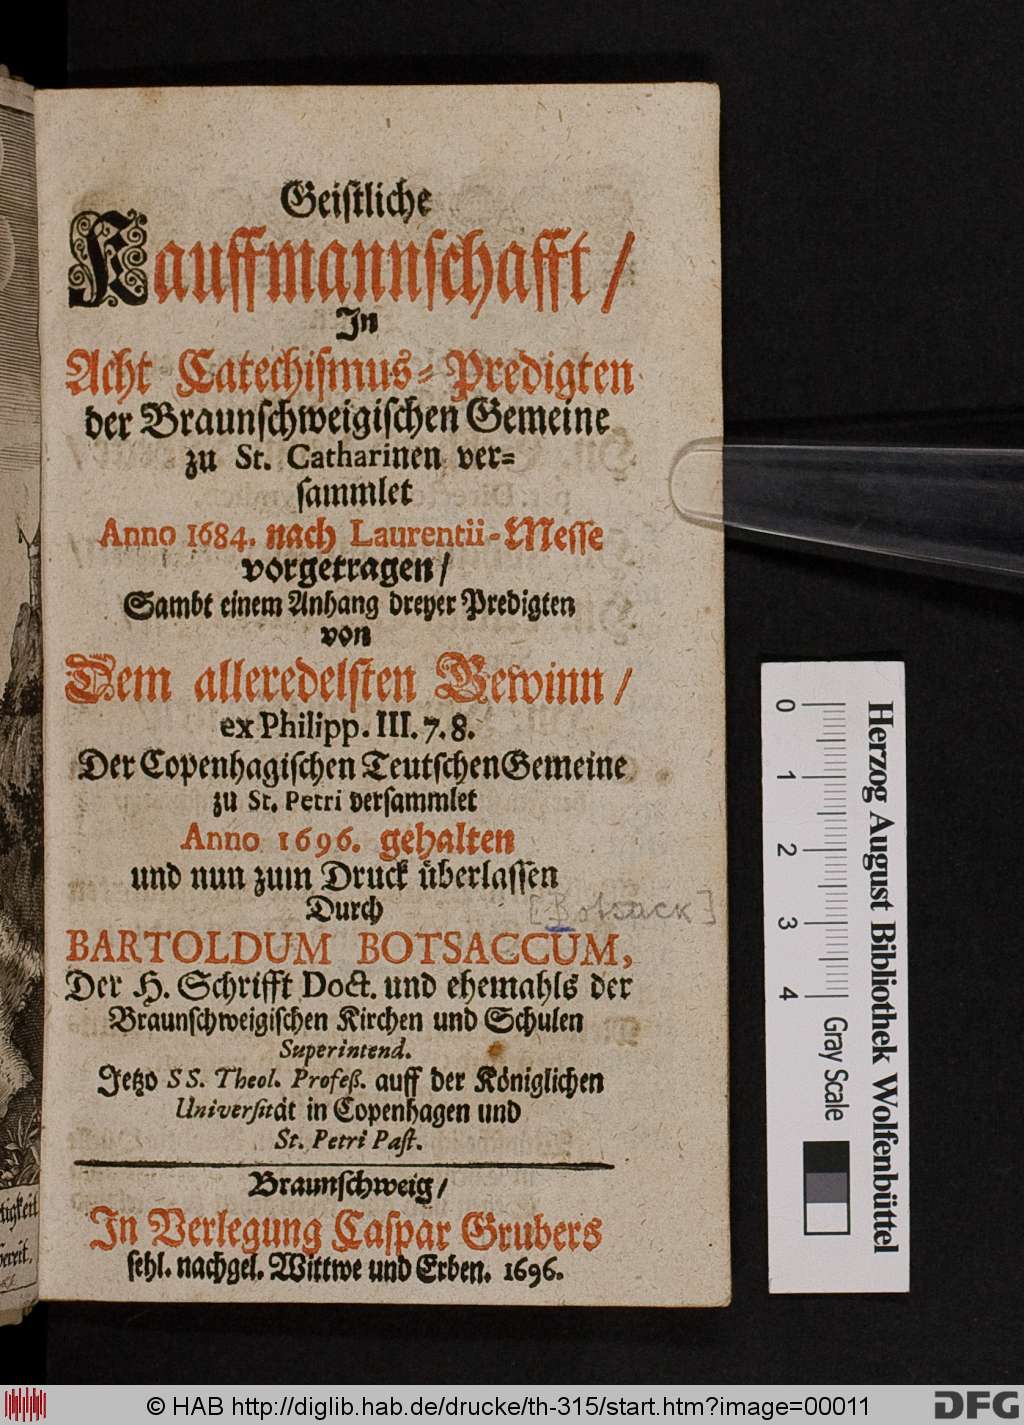 Geiſtliche
Kauffmannſchafft/
In
Acht Catechiſmus-Predigten
der Braunſchweigiſchen Gemeine
zu St. Catharinen ver-
ſammlet
Anno 1684. nach Laurentii-Meſſe
vorgetragen/
Sambt einem Anhang dreyer Predigten
von
Dem alleredelſten Gewinn/
ex Philipp. III. 7. 8.
Der Copenhagiſchen Teutſchen Gemeine
zu St. Petri verſammlet
Anno 1696. gehalten
und nun zum Druck überlaſſen
Durch
[Botsack]
BARTOLDUM BOTSACCUM,
Der H. Schrifft Doct. und ehemahls der
Braunſchweigiſchen Kirchen und Schulen
Superintend.
Jetzo SS. Theol. Profeß. auff der Königlichen
Univerſität in Copenhagen und
St. Petri Paſt.
Braunſchweig/
In Verlegung Caſpar Grubers
ſehl. nachgel. Wittwe und Erben. 1696.
0 1 2 3 4
Gray Scale
Herzog August Bibliothek Wolfenbüttel
© HAB http://diglib.hab.de/drucke/th-315/start.htm?image=00011
DFG